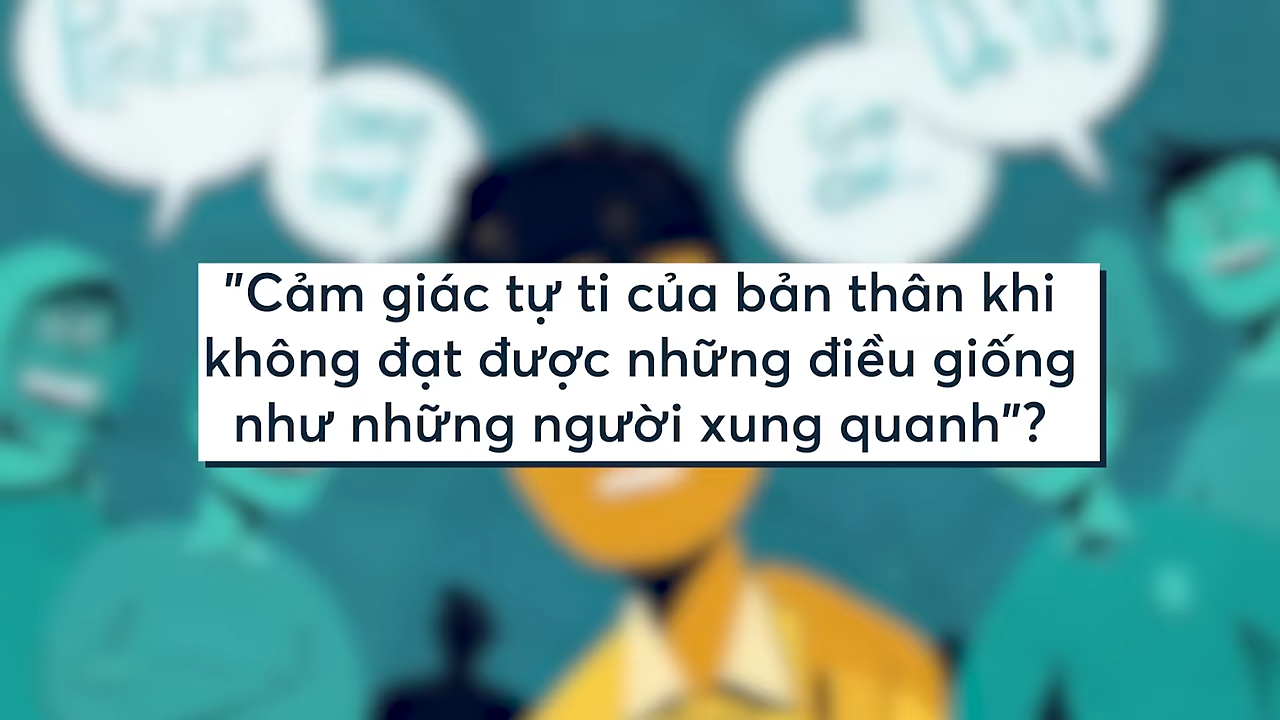 "Cảm giác tự ti của bản thân khi
không đạt được những điều giống
như những người xung quanh"?